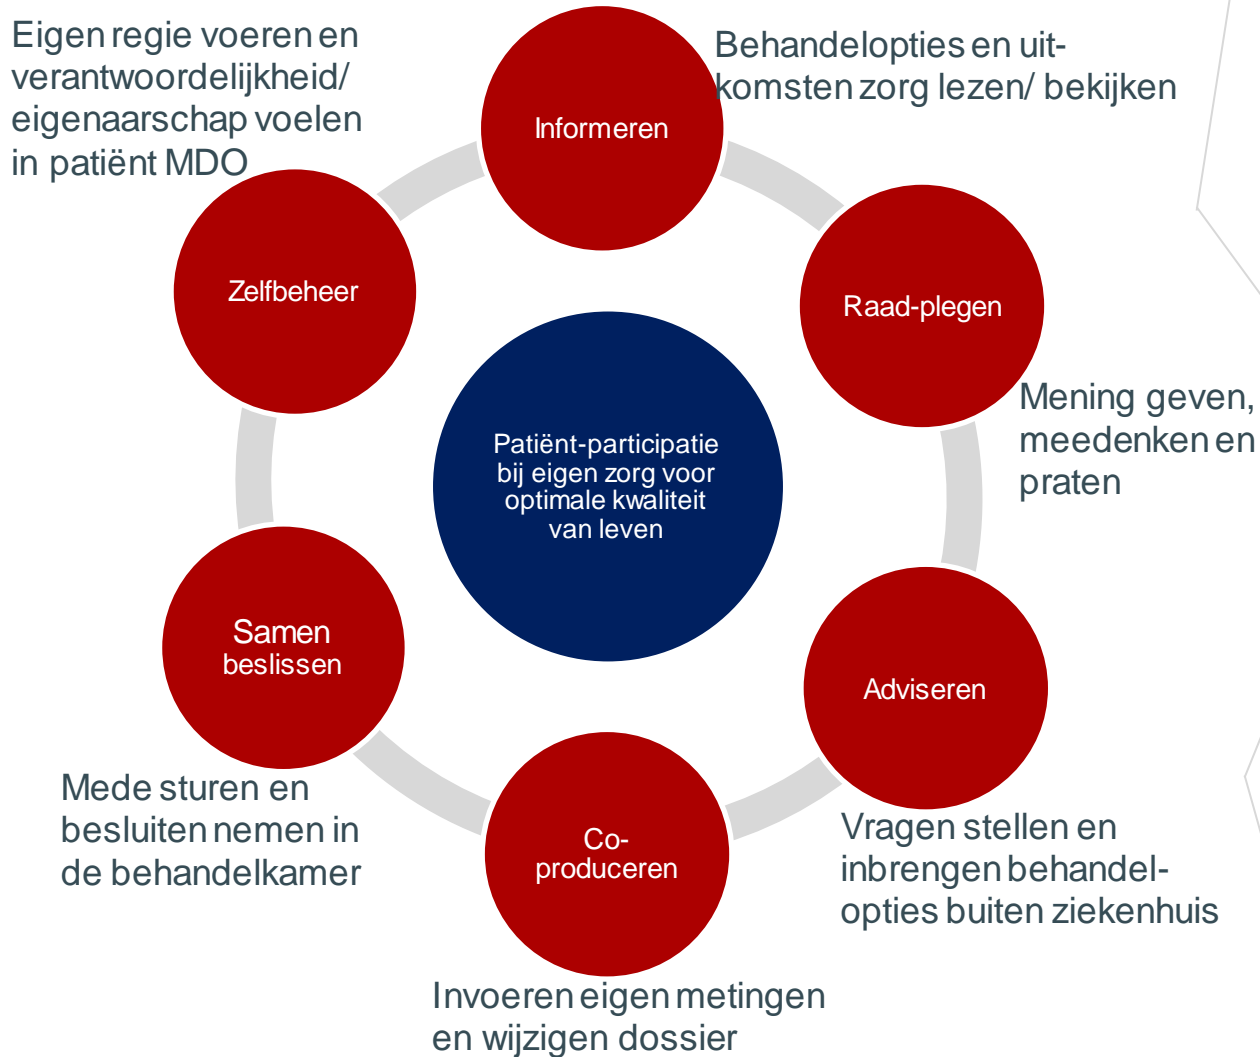 Eigen regie voeren en
verantwoordelijkheid/
eigenaarschap voelen
in patiënt MDO
Informeren
Behandelopties en uit-
komsten zorg lezen/ bekijken
Zelfbeheer
Raad-plegen
Mening geven,
meedenken en
praten
Patiënt-participatie
bij eigen zorg voor
optimale kwaliteit
van leven
Samen
beslissen
Mede sturen en
besluiten nemen in
de behandelkamer
Adviseren
Vragen stellen en
inbrengen behandel-
opties buiten ziekenhuis
Co-
produceren
Invoeren eigen metingen
en wijzigen dossier